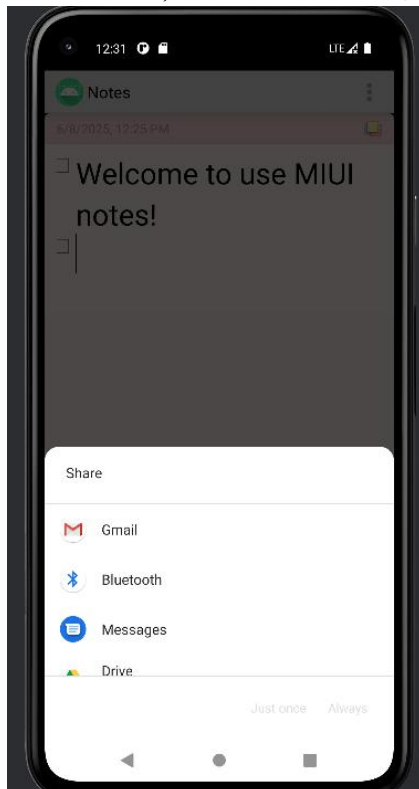 12:31 LTE
Notes
6/8/2025, 12:25 PM
Welcome to use MIUI
notes!
Share
Gmail
Bluetooth
Messages
Drive
Just once Always